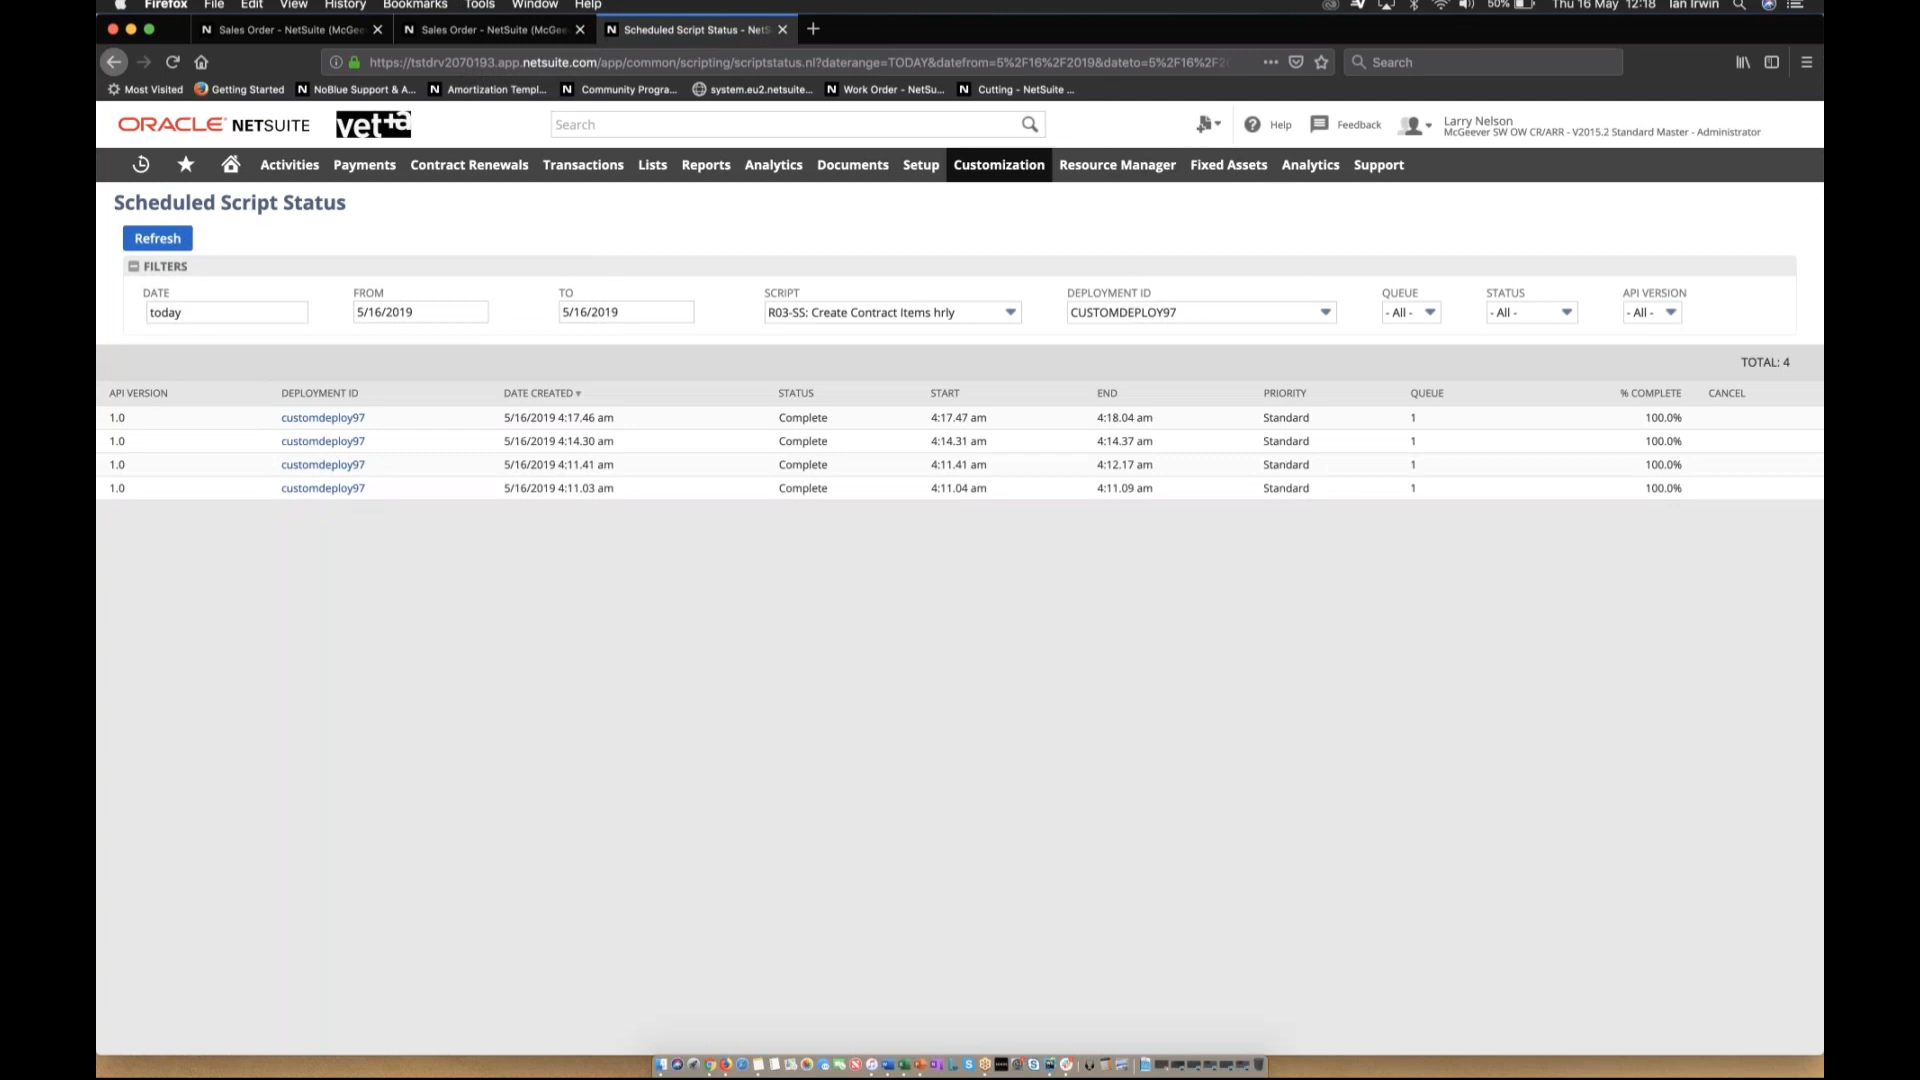 Firefox File Edit View History Bookmarks Tools Window Help 50% Thu 16 May 12:18 Ian Irwin
Sales Order - NetSuite (McGee Sales Order - NetSuite (McGee Scheduled Script Status - NetS
https://tstdrv2070193.app.netsuite.com/app/common/scripting/scriptstatus.nl?daterange=TODAY&datefrom=5%2F16%2F2019&dateto=5%2F16%2F2 Search
Most Visited Getting Started NoBlue Support & A... Amortization Templ... Community Progra... system.eu2.netsuite... Work Order - NetSu... Cutting - NetSuite ...
ORACLE NETSUITE vet+a Search Help Feedback Larry Nelson
McGeever SW OW CR/ARR - V2015.2 Standard Master - Administrator
Activities Payments Contract Renewals Transactions Lists Reports Analytics Documents Setup Customization Resource Manager Fixed Assets Analytics Support
Scheduled Script Status
Refresh
FILTERS
DATE FROM TO SCRIPT DEPLOYMENT ID QUEUE STATUS API VERSION
today 5/16/2019 5/16/2019 R03-SS: Create Contract Items hrly CUSTOMDEPLOY97 - All - - All - - All -
TOTAL: 4
API VERSION DEPLOYMENT ID DATE CREATED STATUS START END PRIORITY QUEUE % COMPLETE CANCEL
1.0 customdeploy97 5/16/2019 4:17.46 am Complete 4:17.47 am 4:18.04 am Standard 1 100.0%
1.0 customdeploy97 5/16/2019 4:14.30 am Complete 4:14.31 am 4:14.37 am Standard 1 100.0%
1.0 customdeploy97 5/16/2019 4:11.41 am Complete 4:11.41 am 4:12.17 am Standard 1 100.0%
1.0 customdeploy97 5/16/2019 4:11.03 am Complete 4:11.04 am 4:11.09 am Standard 1 100.0%